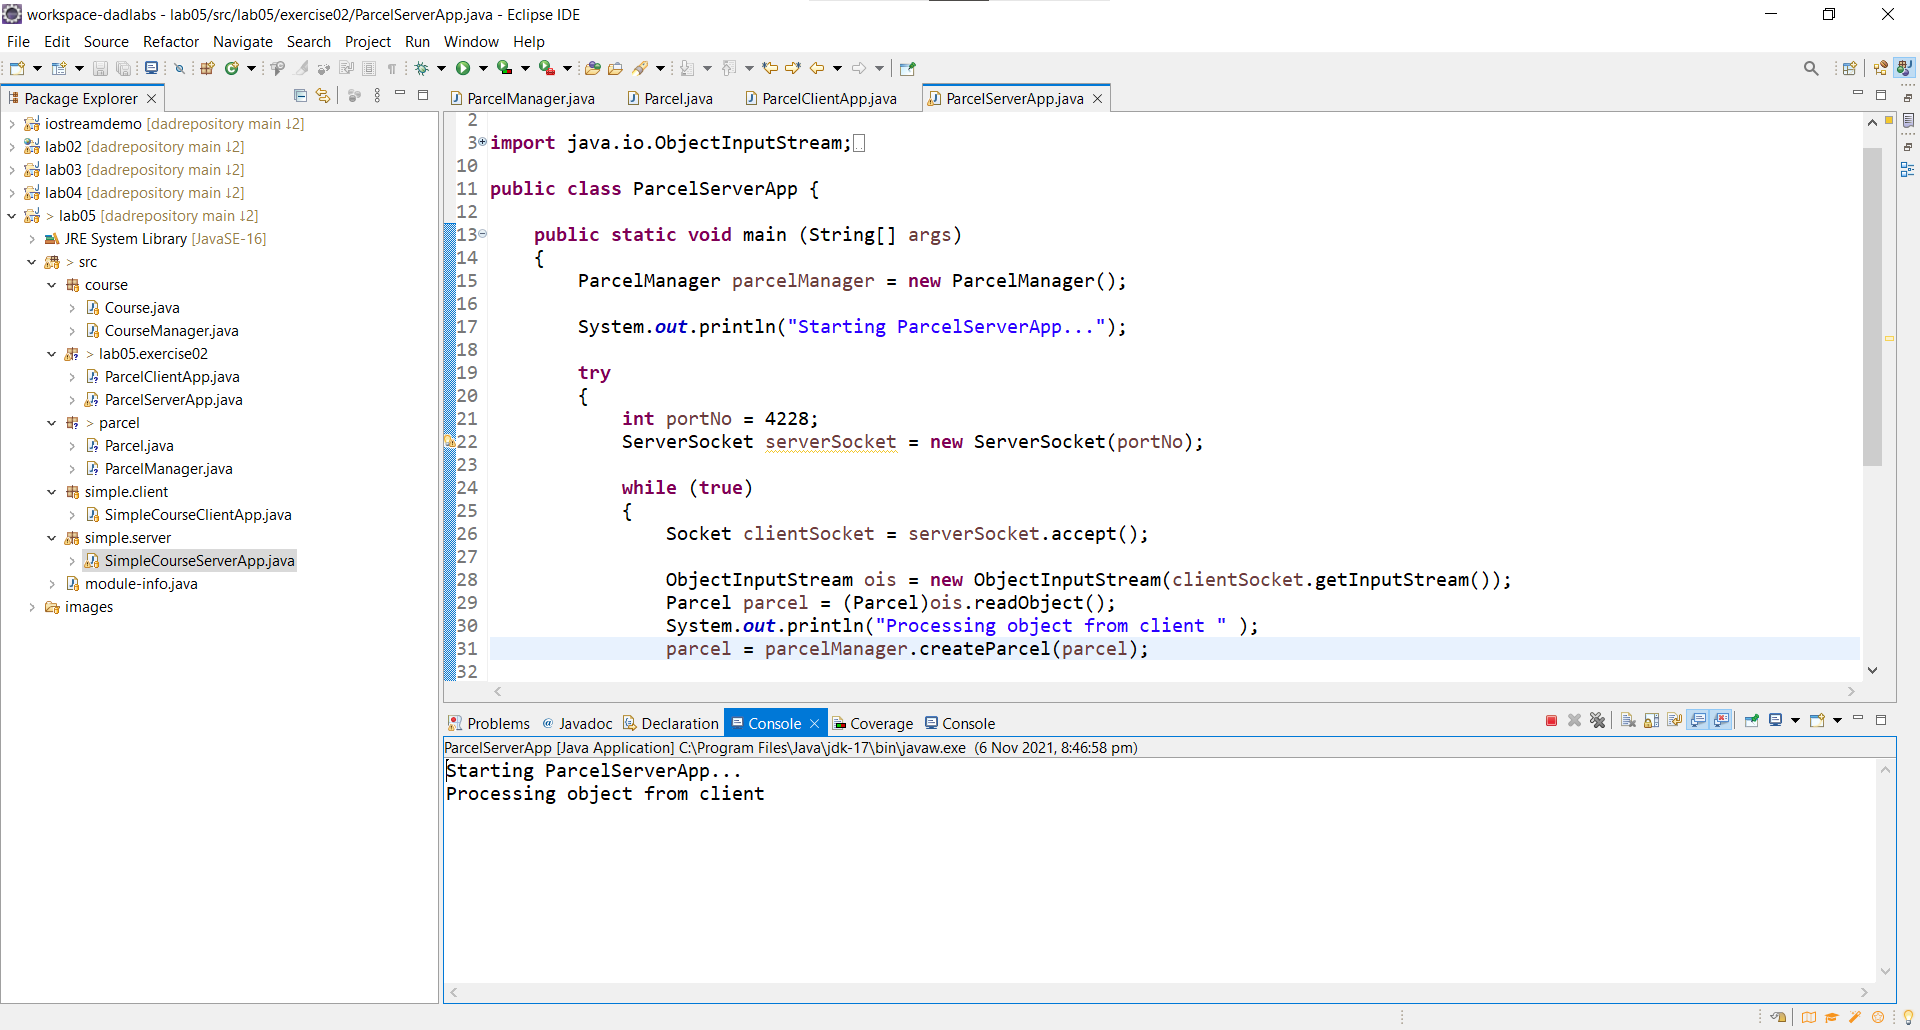 workspace-dadlabs - lab05/src/lab05/exercise02/ParcelServerApp.java - Eclipse IDE
File Edit Source Refactor Navigate Search Project Run Window Help
Package Explorer
iostreamdemo [dadrepository main ↓2]
lab02 [dadrepository main ↓2]
lab03 [dadrepository main ↓2]
lab04 [dadrepository main ↓2]
> lab05 [dadrepository main ↓2]
JRE System Library [JavaSE-16]
> src
course
Course.java
CourseManager.java
> lab05.exercise02
ParcelClientApp.java
ParcelServerApp.java
> parcel
Parcel.java
ParcelManager.java
simple.client
SimpleCourseClientApp.java
simple.server
SimpleCourseServerApp.java
module-info.java
images
ParcelManager.java Parcel.java ParcelClientApp.java ParcelServerApp.java
2
3 import java.io.ObjectInputStream;
10
11 public class ParcelServerApp {
12
13 public static void main (String[] args)
14 {
15 ParcelManager parcelManager = new ParcelManager();
16
17 System.out.println("Starting ParcelServerApp...");
18
19 try
20 {
21 int portNo = 4228;
22 ServerSocket serverSocket = new ServerSocket(portNo);
23
24 while (true)
25 {
26 Socket clientSocket = serverSocket.accept();
27
28 ObjectInputStream ois = new ObjectInputStream(clientSocket.getInputStream());
29 Parcel parcel = (Parcel)ois.readObject();
30 System.out.println("Processing object from client " );
31 parcel = parcelManager.createParcel(parcel);
32
Problems @ Javadoc Declaration Console Coverage Console
ParcelServerApp [Java Application] C:\Program Files\Java\jdk-17\bin\javaw.exe (6 Nov 2021, 8:46:58 pm)
Starting ParcelServerApp...
Processing object from client